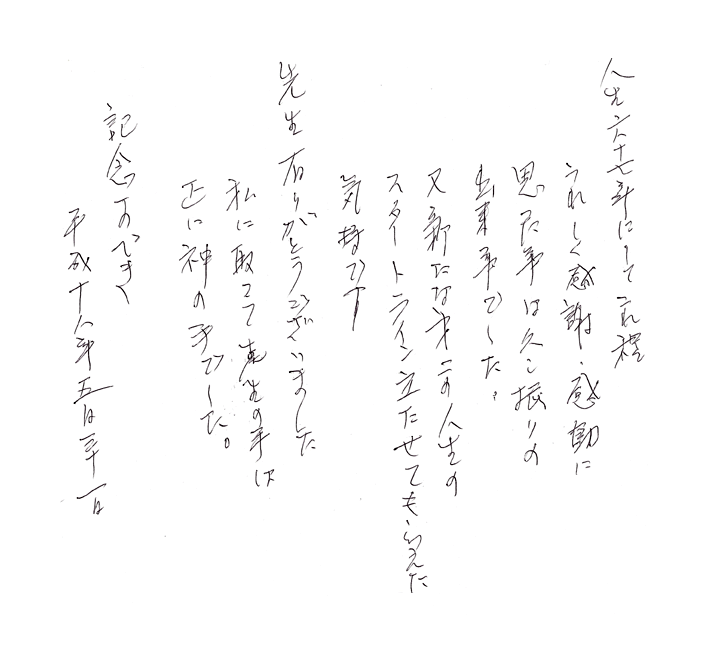 人生六十七年にして これ程
うれしく感謝・感動に
思った事は久し振りの
出来事でした。
又新たな第二の人生の
スタートライン立たせてもらえた
気持です
先生有りがとうございました
私に取って先生の手は
正に神の手でした。
記念すべき
平成十八年五月三十一日